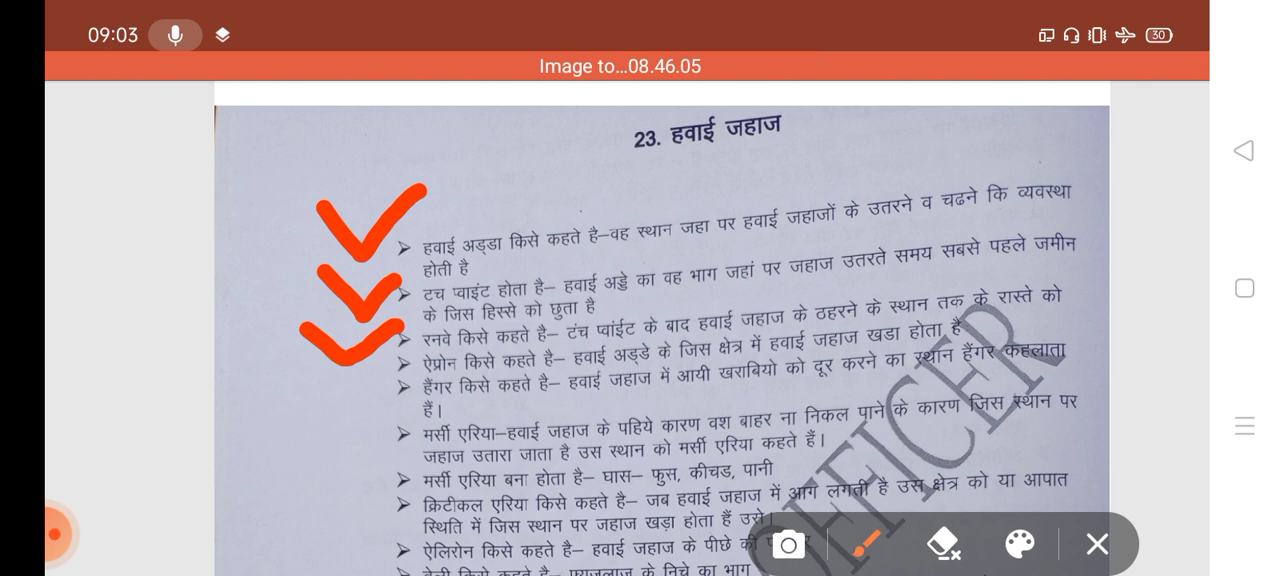 09:03
30
Image to...08.46.05
23. हवाई जहाज
➤ हवाई अड्डा किसे कहते है–वह स्थान जहा पर हवाई जहाजों के उतरने व चढने कि व्यवस्था
होती है
➤ टच प्वाइंट होता है– हवाई अड्डे का वह भाग जहां पर जहाज उतरते समय सबसे पहले जमीन
के जिस हिस्से को छुता है
➤ रनवे किसे कहते है– टंच प्वांईट के बाद हवाई जहाज के ठहरने के स्थान तक के रास्ते को
➤ ऐप्रोन किसे कहते है– हवाई अड्डे के जिस क्षेत्र में हवाई जहाज खडा होता है
➤ हैंगर किसे कहते है– हवाई जहाज में आयी खराबियो को दूर करने का स्थान हैंगर कहलाता
हैं।
➤ मर्सी एरिया–हवाई जहाज के पहिये कारण वश बाहर ना निकल पाने के कारण जिस स्थान पर
जहाज उतारा जाता है उस स्थान को मर्सी एरिया कहते हैं।
➤ मर्सी एरिया बना होता है– घास– फुस, कीचड, पानी
➤ क्रिटीकल एरिया किसे कहते है– जब हवाई जहाज में आग लगती है उस क्षेत्र को या आपात
स्थिति में जिस स्थान पर जहाज खड़ा होता हैं उसे।
➤ ऐलिरोन किसे कहते है– हवाई जहाज के पीछे की
➤ बेली किसे कहते है– फ्यूजलाज के निचे का भाग
OFFICER